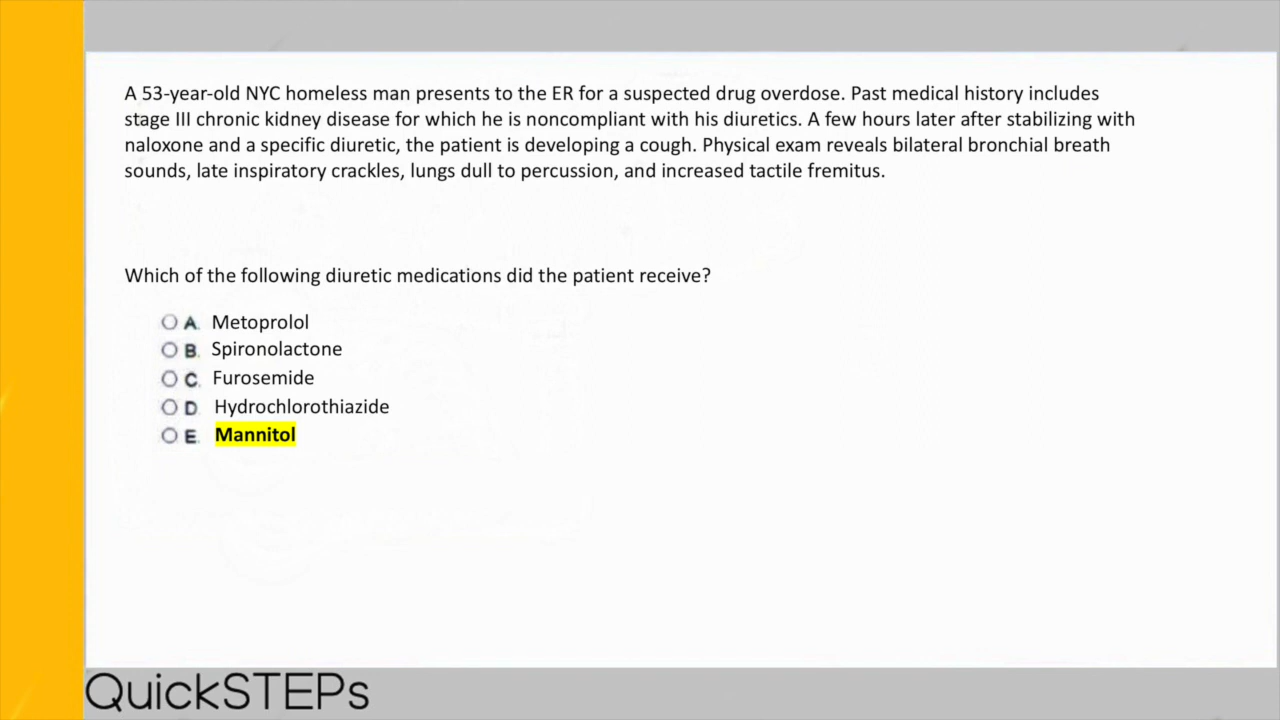 A 53-year-old NYC homeless man presents to the ER for a suspected drug overdose. Past medical history includes
stage III chronic kidney disease for which he is noncompliant with his diuretics. A few hours later after stabilizing with
naloxone and a specific diuretic, the patient is developing a cough. Physical exam reveals bilateral bronchial breath
sounds, late inspiratory crackles, lungs dull to percussion, and increased tactile fremitus.
Which of the following diuretic medications did the patient receive?
A. Metoprolol
B. Spironolactone
C. Furosemide
D. Hydrochlorothiazide
E. Mannitol
QuickSTEPs